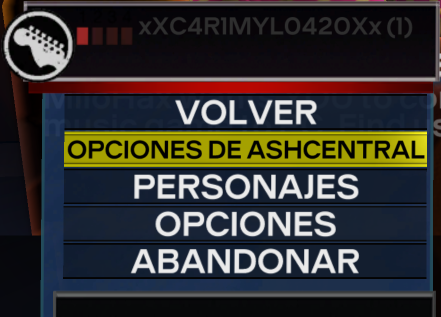 xXC4R1MYL0420Xx (1)
VOLVER
OPCIONES DE ASHCENTRAL
PERSONAJES
OPCIONES
ABANDONAR